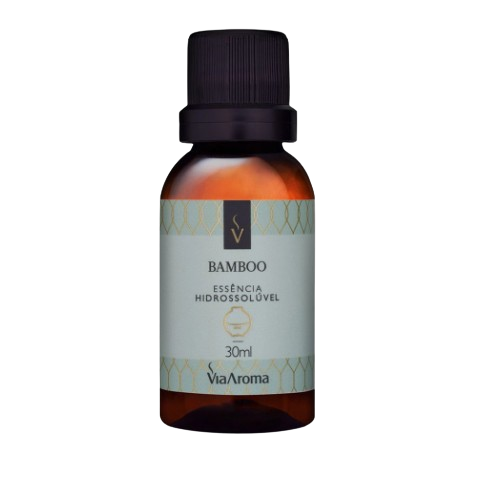 V
BAMBOO
ESSÊNCIA
HIDROSSOLÚVEL
30ml
ViaAroma